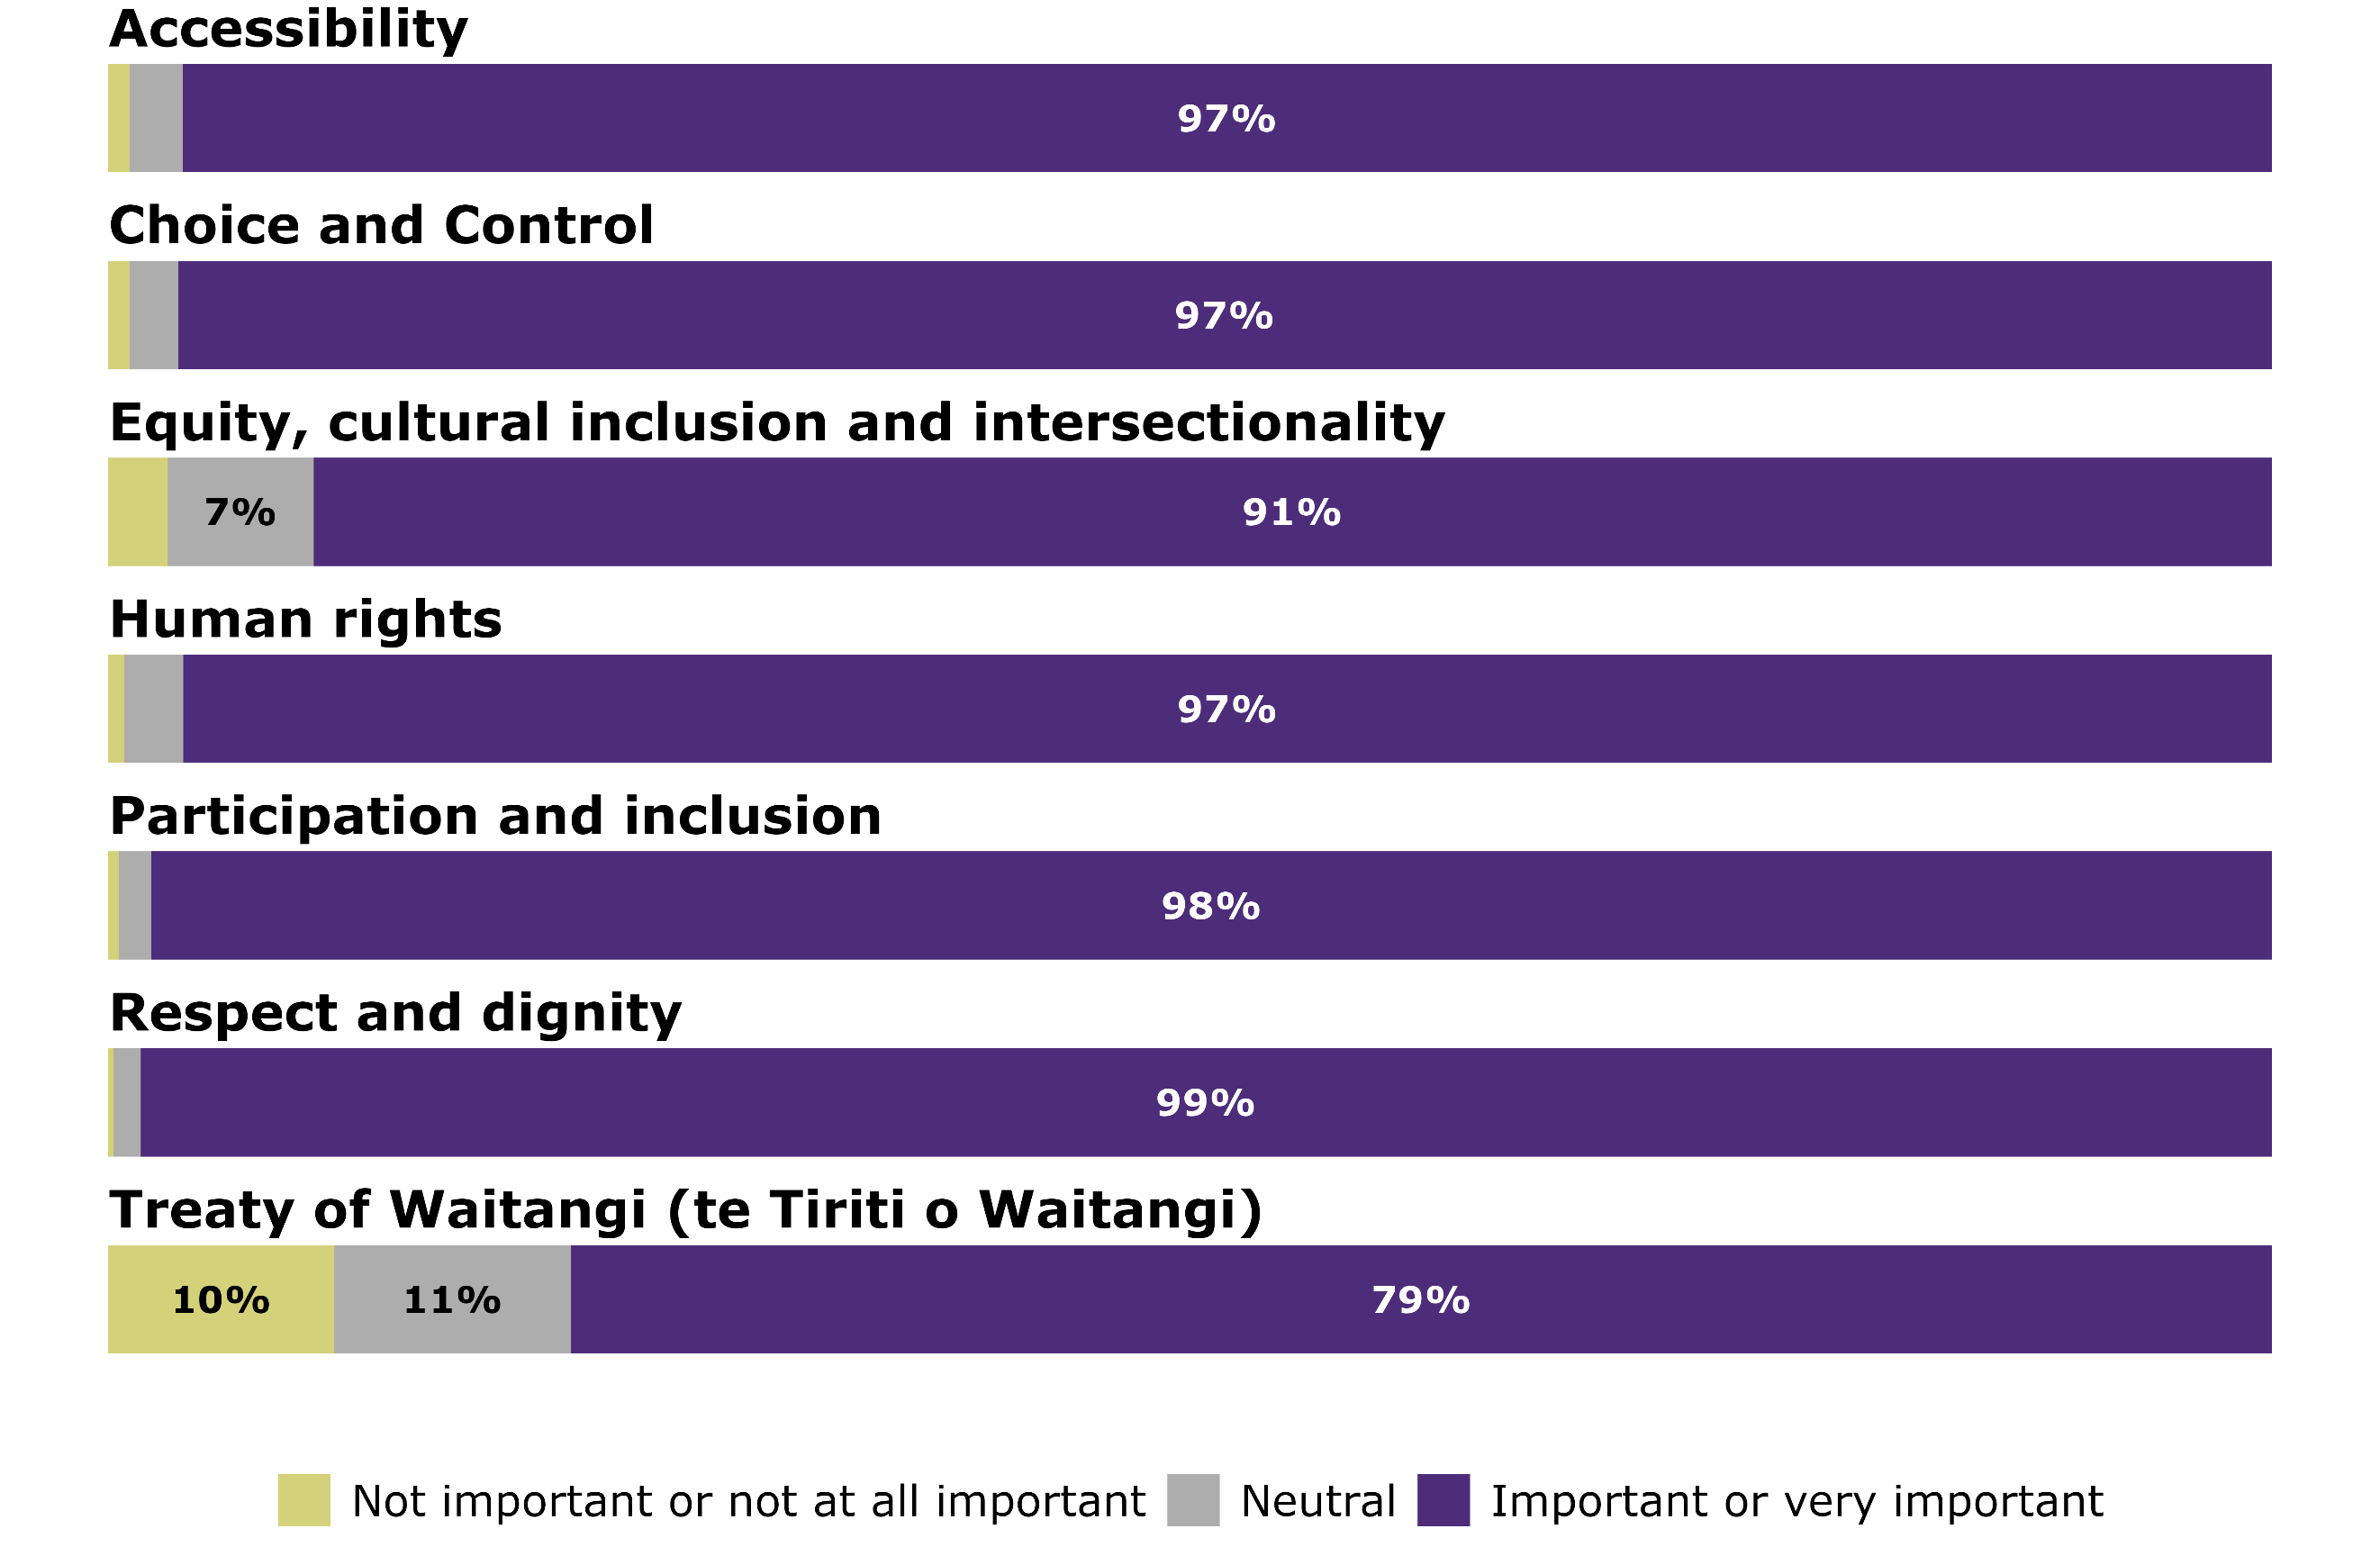 Accessibility
97%
Choice and Control
97%
Equity, cultural inclusion and intersectionality
7% 91%
Human rights
97%
Participation and inclusion
98%
Respect and dignity
99%
Treaty of Waitangi (te Tiriti o Waitangi)
10% 11% 79%
Not important or not at all important Neutral Important or very important